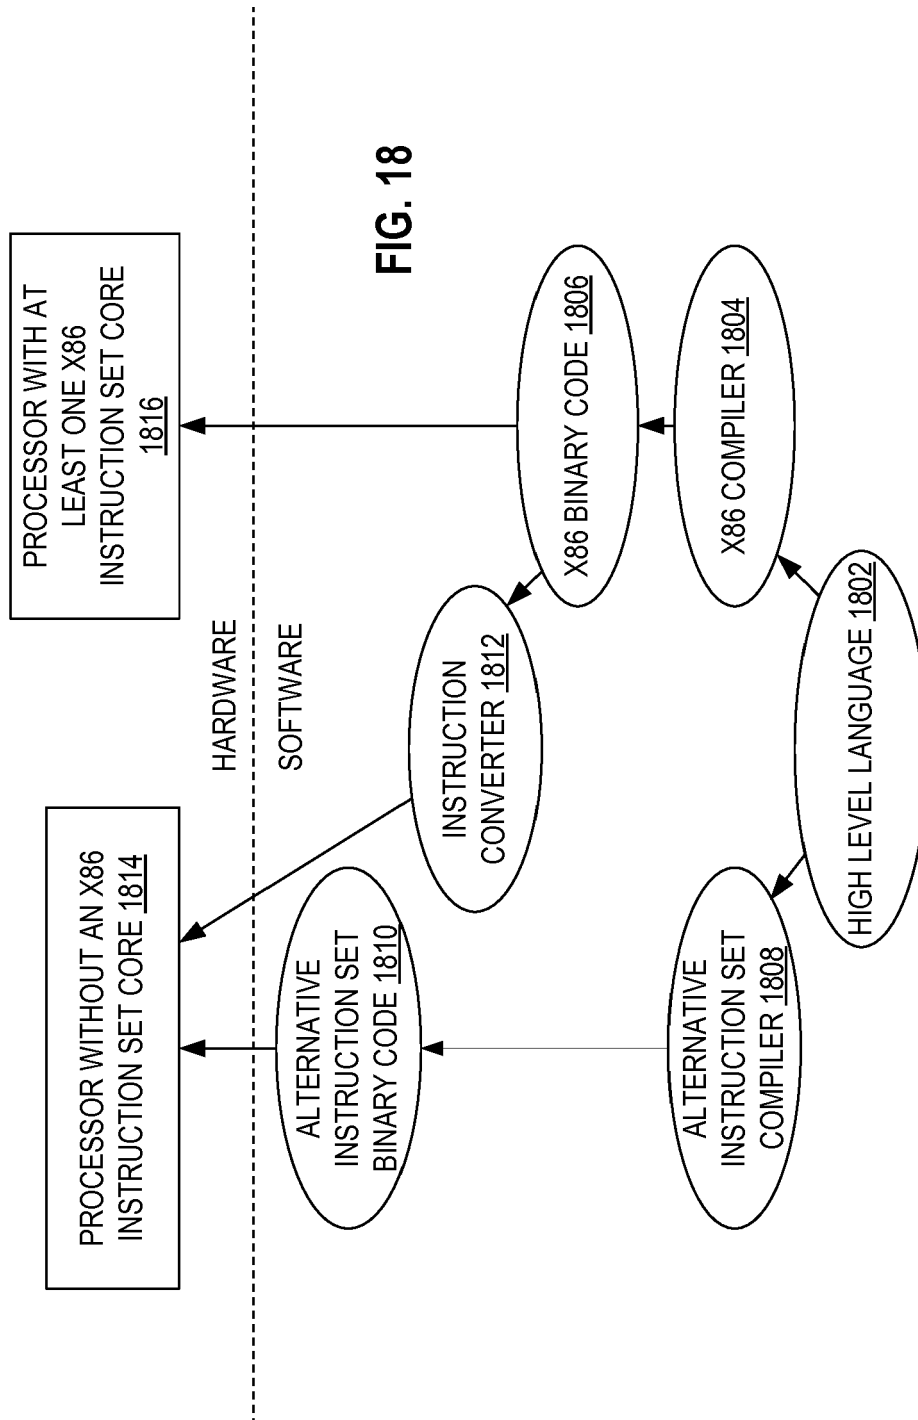 PROCESSOR WITHOUT AN X86
INSTRUCTION SET CORE 1814
PROCESSOR WITH AT
LEAST ONE X86
INSTRUCTION SET CORE
1816
HARDWARE
SOFTWARE
ALTERNATIVE
INSTRUCTION SET
BINARY CODE 1810
INSTRUCTION
CONVERTER 1812
FIG. 18
X86 BINARY CODE 1806
ALTERNATIVE
INSTRUCTION SET
COMPILER 1808
X86 COMPILER 1804
HIGH LEVEL LANGUAGE 1802